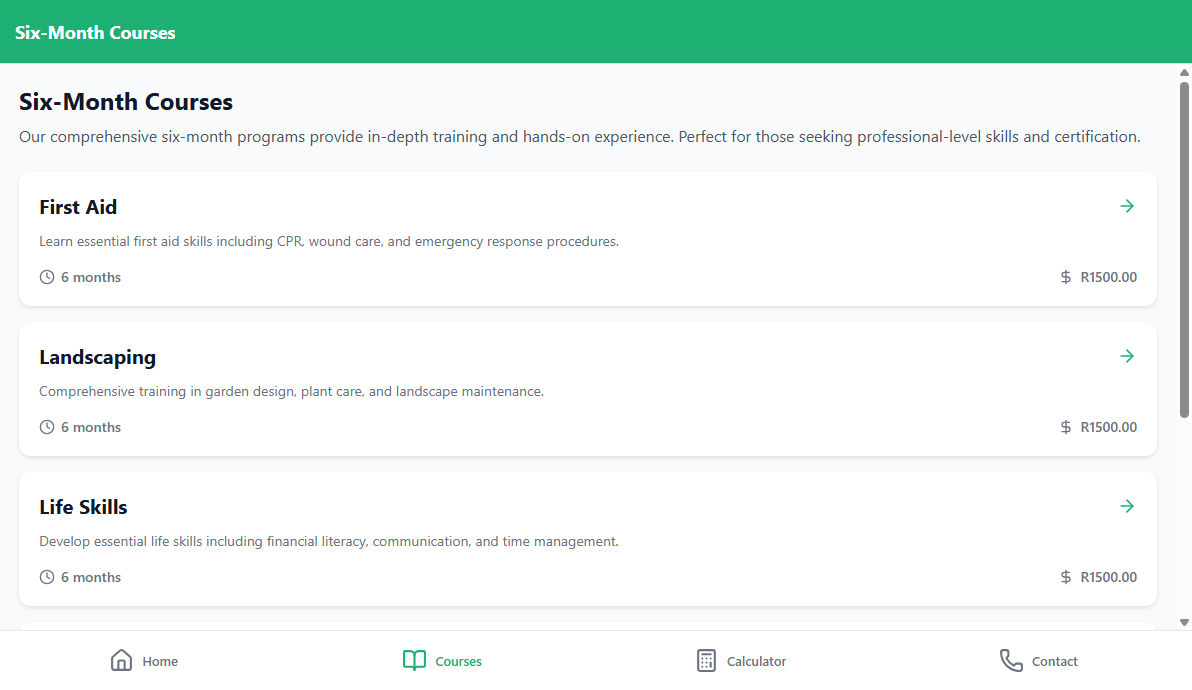 Six-Month Courses
Six-Month Courses
Our comprehensive six-month programs provide in-depth training and hands-on experience. Perfect for those seeking professional-level skills and certification.
First Aid
Learn essential first aid skills including CPR, wound care, and emergency response procedures.
6 months
$ R1500.00
Landscaping
Comprehensive training in garden design, plant care, and landscape maintenance.
6 months
$ R1500.00
Life Skills
Develop essential life skills including financial literacy, communication, and time management.
6 months
$ R1500.00
Home
Courses
Calculator
Contact